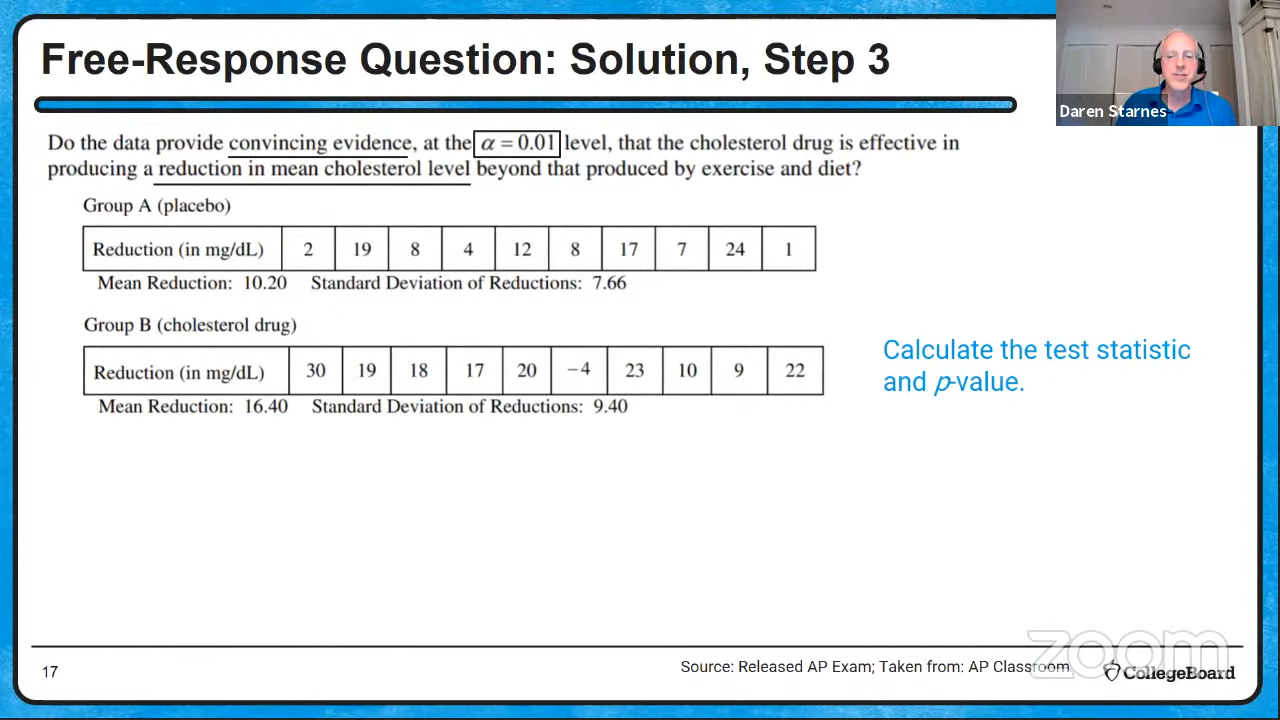 Free-Response Question: Solution, Step 3
Daren Starnes
Do the data provide convincing evidence, at the α = 0.01 level, that the cholesterol drug is effective in
producing a reduction in mean cholesterol level beyond that produced by exercise and diet?
Group A (placebo)
Reduction (in mg/dL) 2 19 8 4 12 8 17 7 24 1
Mean Reduction: 10.20 Standard Deviation of Reductions: 7.66
Group B (cholesterol drug)
Reduction (in mg/dL) 30 19 18 17 20 −4 23 10 9 22
Mean Reduction: 16.40 Standard Deviation of Reductions: 9.40
Calculate the test statistic
and p-value.
zoom
17
Source: Released AP Exam; Taken from: AP Classroom
CollegeBoard